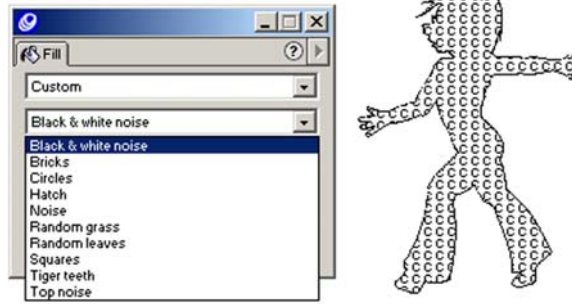 Fill
?
Custom
Black & white noise
Black & white noise
Bricks
Circles
Hatch
Noise
Random grass
Random leaves
Squares
Tiger teeth
Top noise